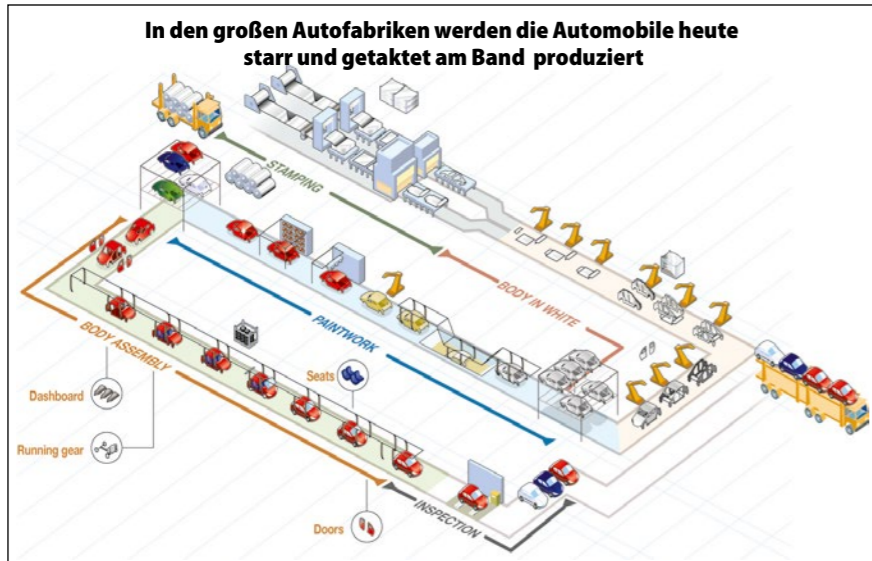 In den großen Autofabriken werden die Automobile heute
starr und getaktet am Band produziert
STAMPING
BODY IN WHITE
PAINTWORK
BODY ASSEMBLY
Seats
Dashboard
Running gear
Doors
INSPECTION